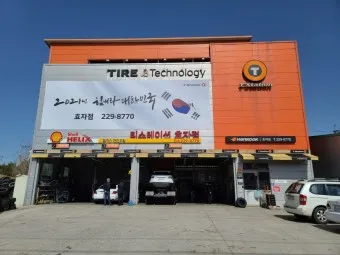 TIRE & Technology
T
T'Station
2021년 힘내라 대한민국
효자점 229-8770
Shell
HELIX
티스테이션 효자점
HANKOOK